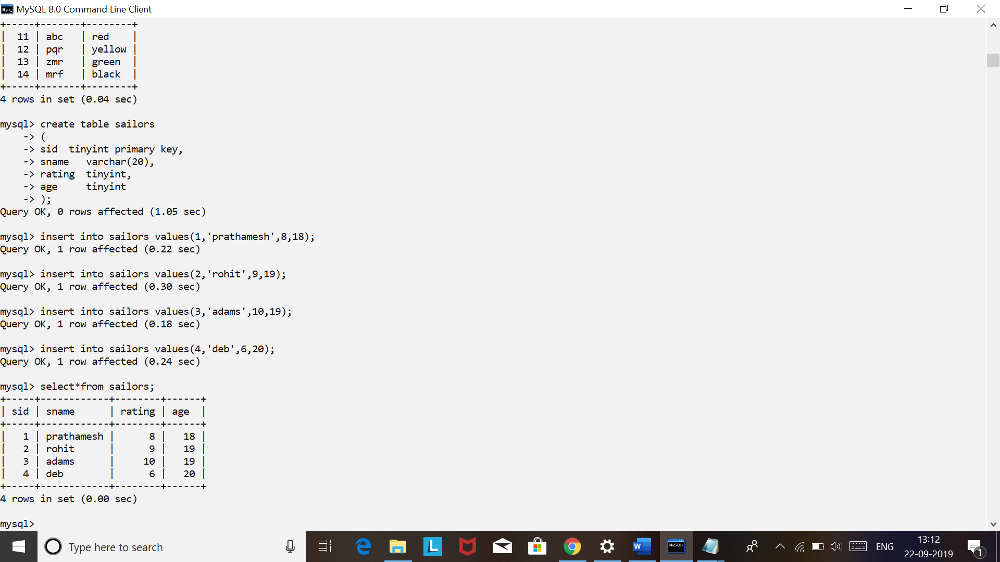 MySQL 8.0 Command Line Client
+-----+-------+--------+
|  11 | abc   | red    |
|  12 | pqr   | yellow |
|  13 | zmr   | green  |
|  14 | mrf   | black  |
+-----+-------+--------+
4 rows in set (0.04 sec)
mysql> create table sailors
    -> (
    -> sid  tinyint primary key,
    -> sname   varchar(20),
    -> rating  tinyint,
    -> age     tinyint
    -> );
Query OK, 0 rows affected (1.05 sec)
mysql> insert into sailors values(1,'prathamesh',8,18);
Query OK, 1 row affected (0.22 sec)
mysql> insert into sailors values(2,'rohit',9,19);
Query OK, 1 row affected (0.30 sec)
mysql> insert into sailors values(3,'adams',10,19);
Query OK, 1 row affected (0.18 sec)
mysql> insert into sailors values(4,'deb',6,20);
Query OK, 1 row affected (0.24 sec)
mysql> select*from sailors;
+-----+------------+--------+------+
| sid | sname      | rating | age  |
+-----+------------+--------+------+
|   1 | prathamesh |      8 |   18 |
|   2 | rohit      |      9 |   19 |
|   3 | adams      |     10 |   19 |
|   4 | deb        |      6 |   20 |
+-----+------------+--------+------+
4 rows in set (0.00 sec)
mysql>
Type here to search
L
W
MySQL>
ENG
13:12
22-09-2019
1